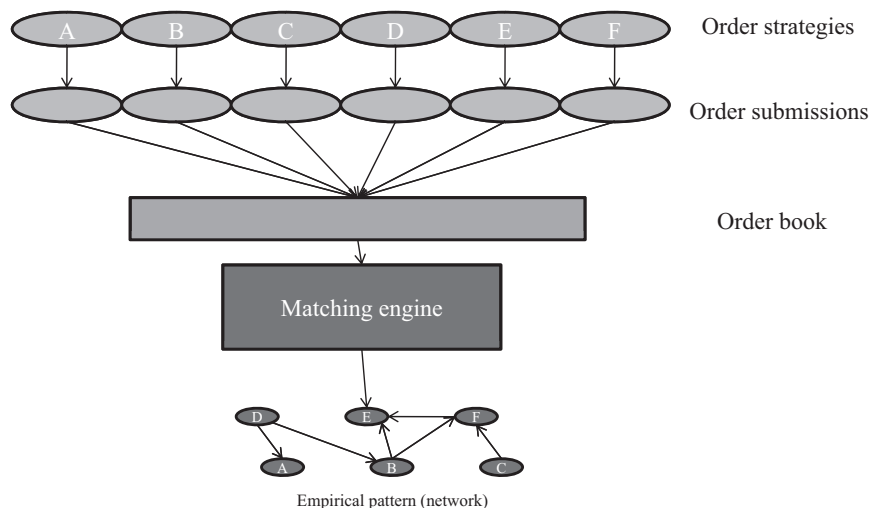 A B C D E F Order strategies
Order submissions
Order book
Matching engine
D E F
A B C
Empirical pattern (network)